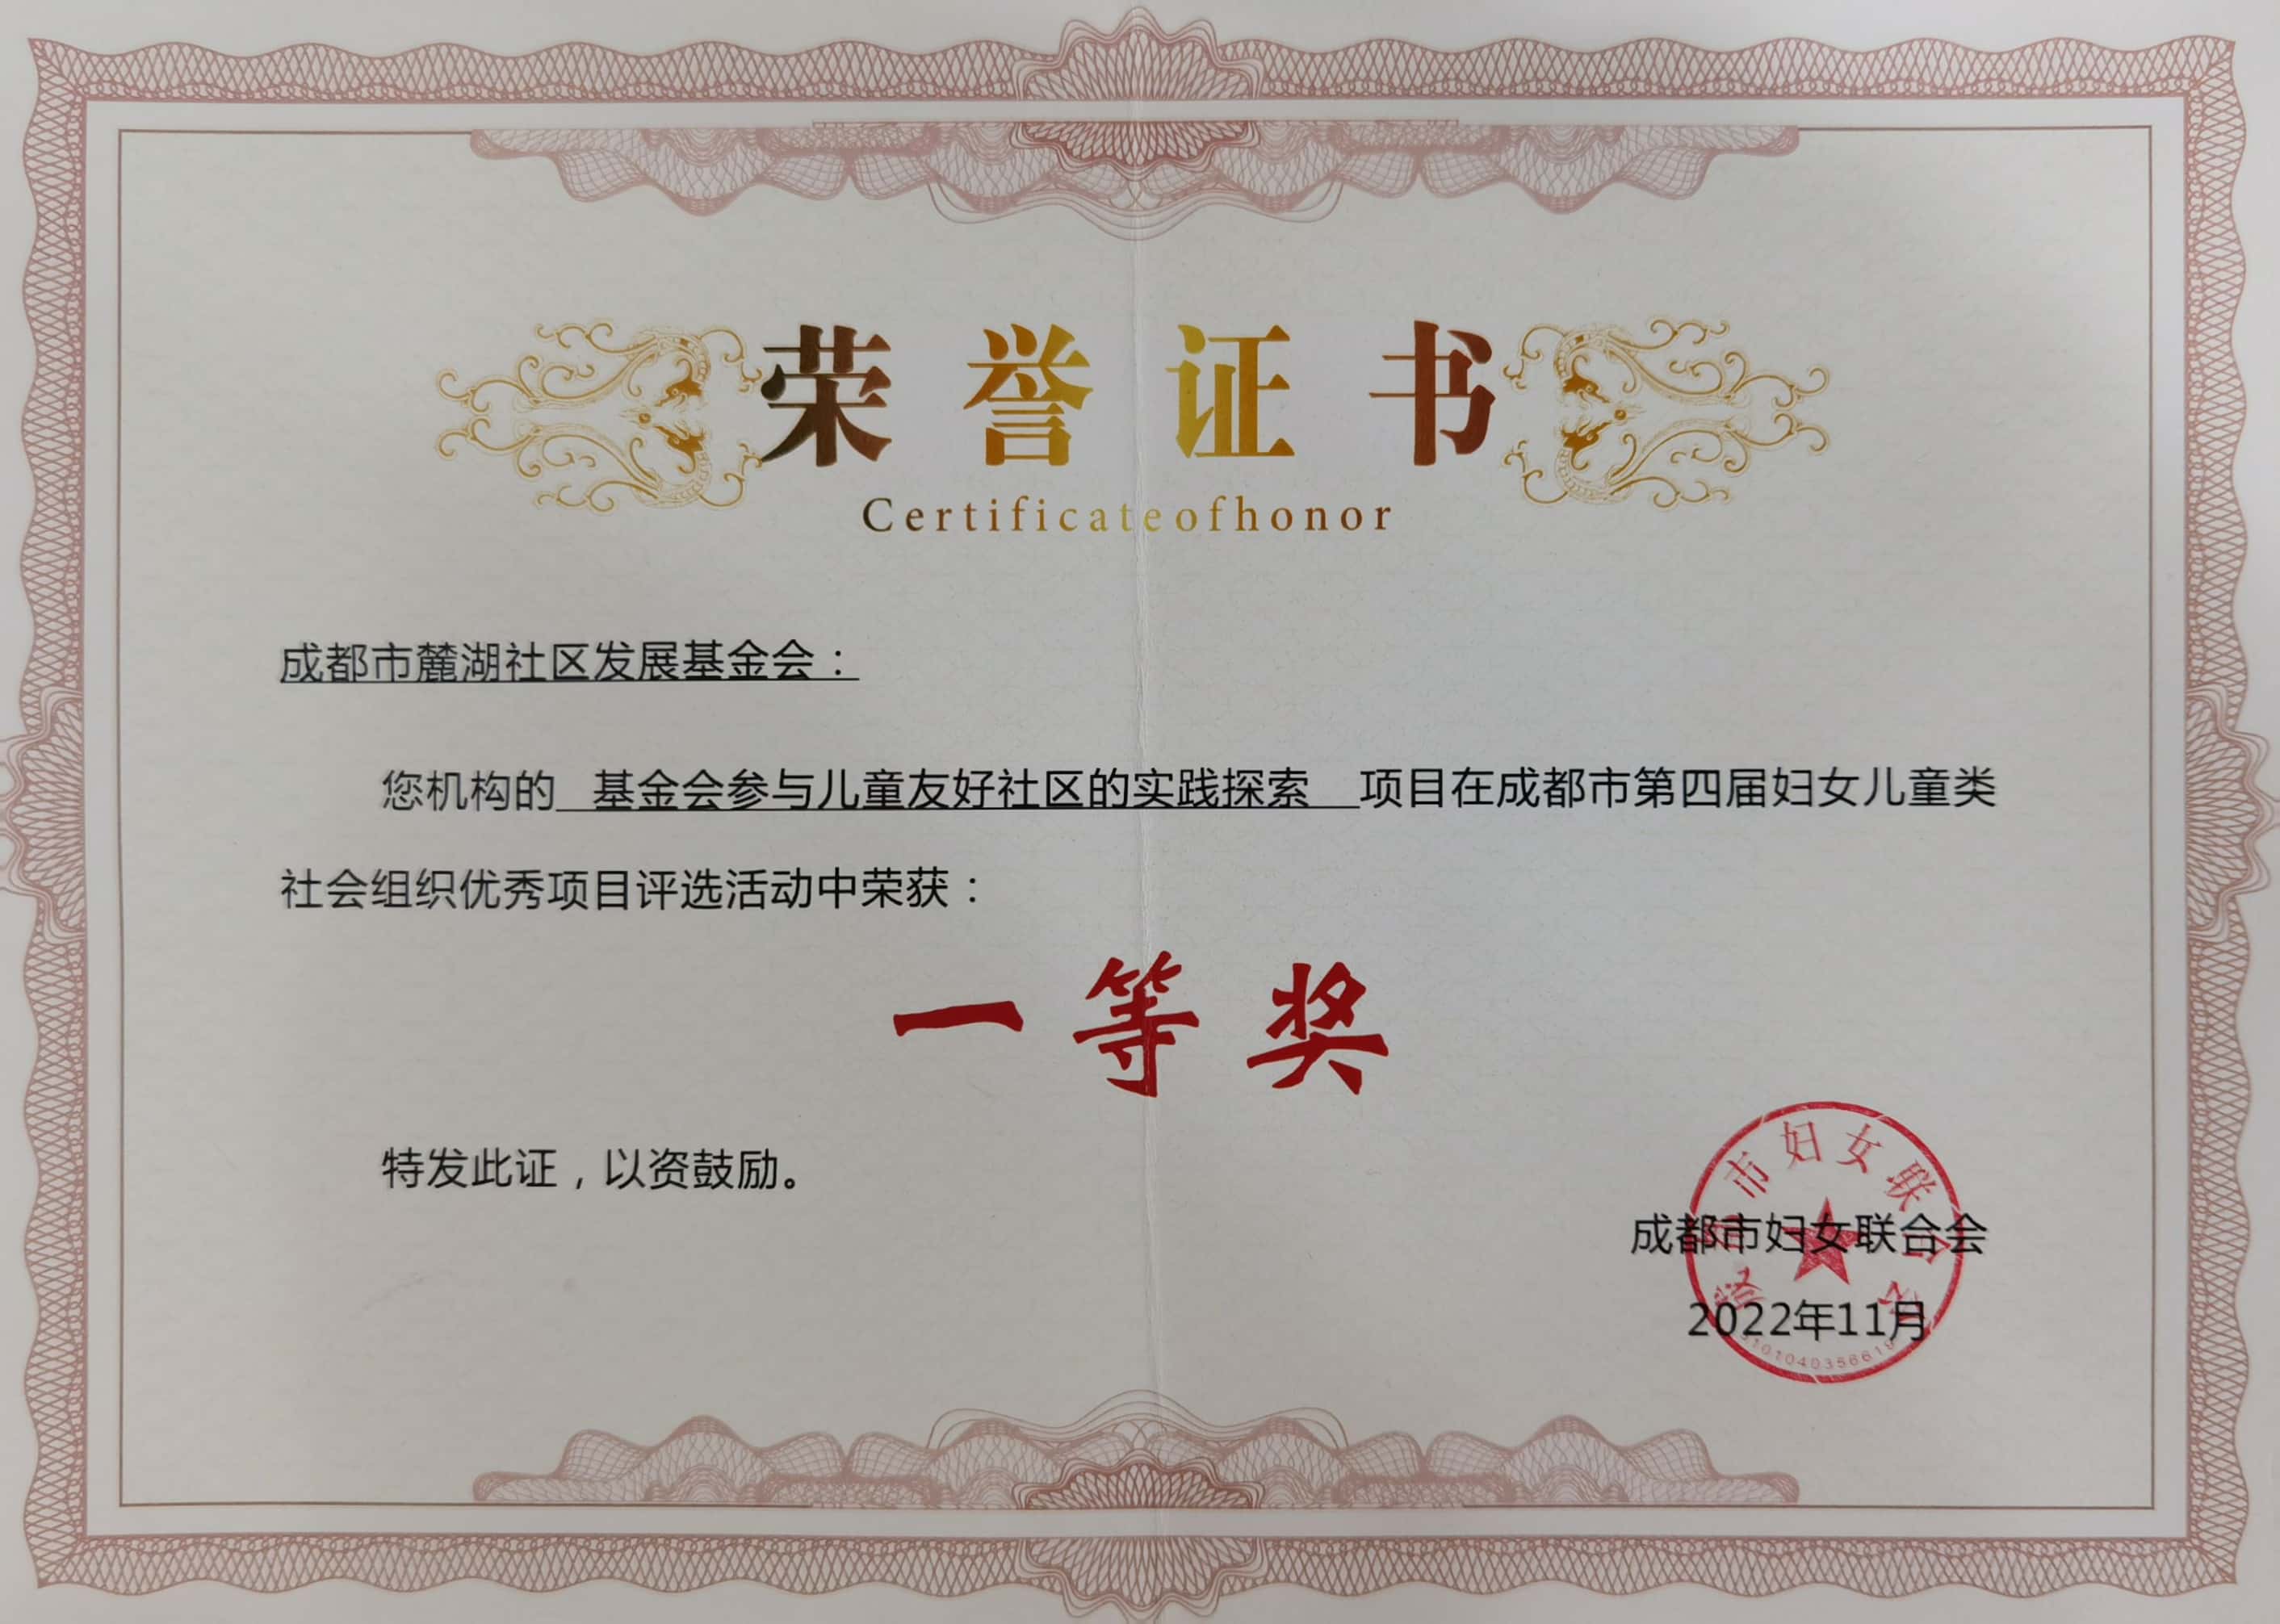 荣誉证书
Certificateofhonor
成都市麓湖社区发展基金会：
您机构的 基金会参与儿童友好社区的实践探索 项目在成都市第四届妇女儿童类
社会组织优秀项目评选活动中荣获：
一等奖
特发此证，以资鼓励。
成都市妇女联合会
2022年11月
成都市妇女联合会